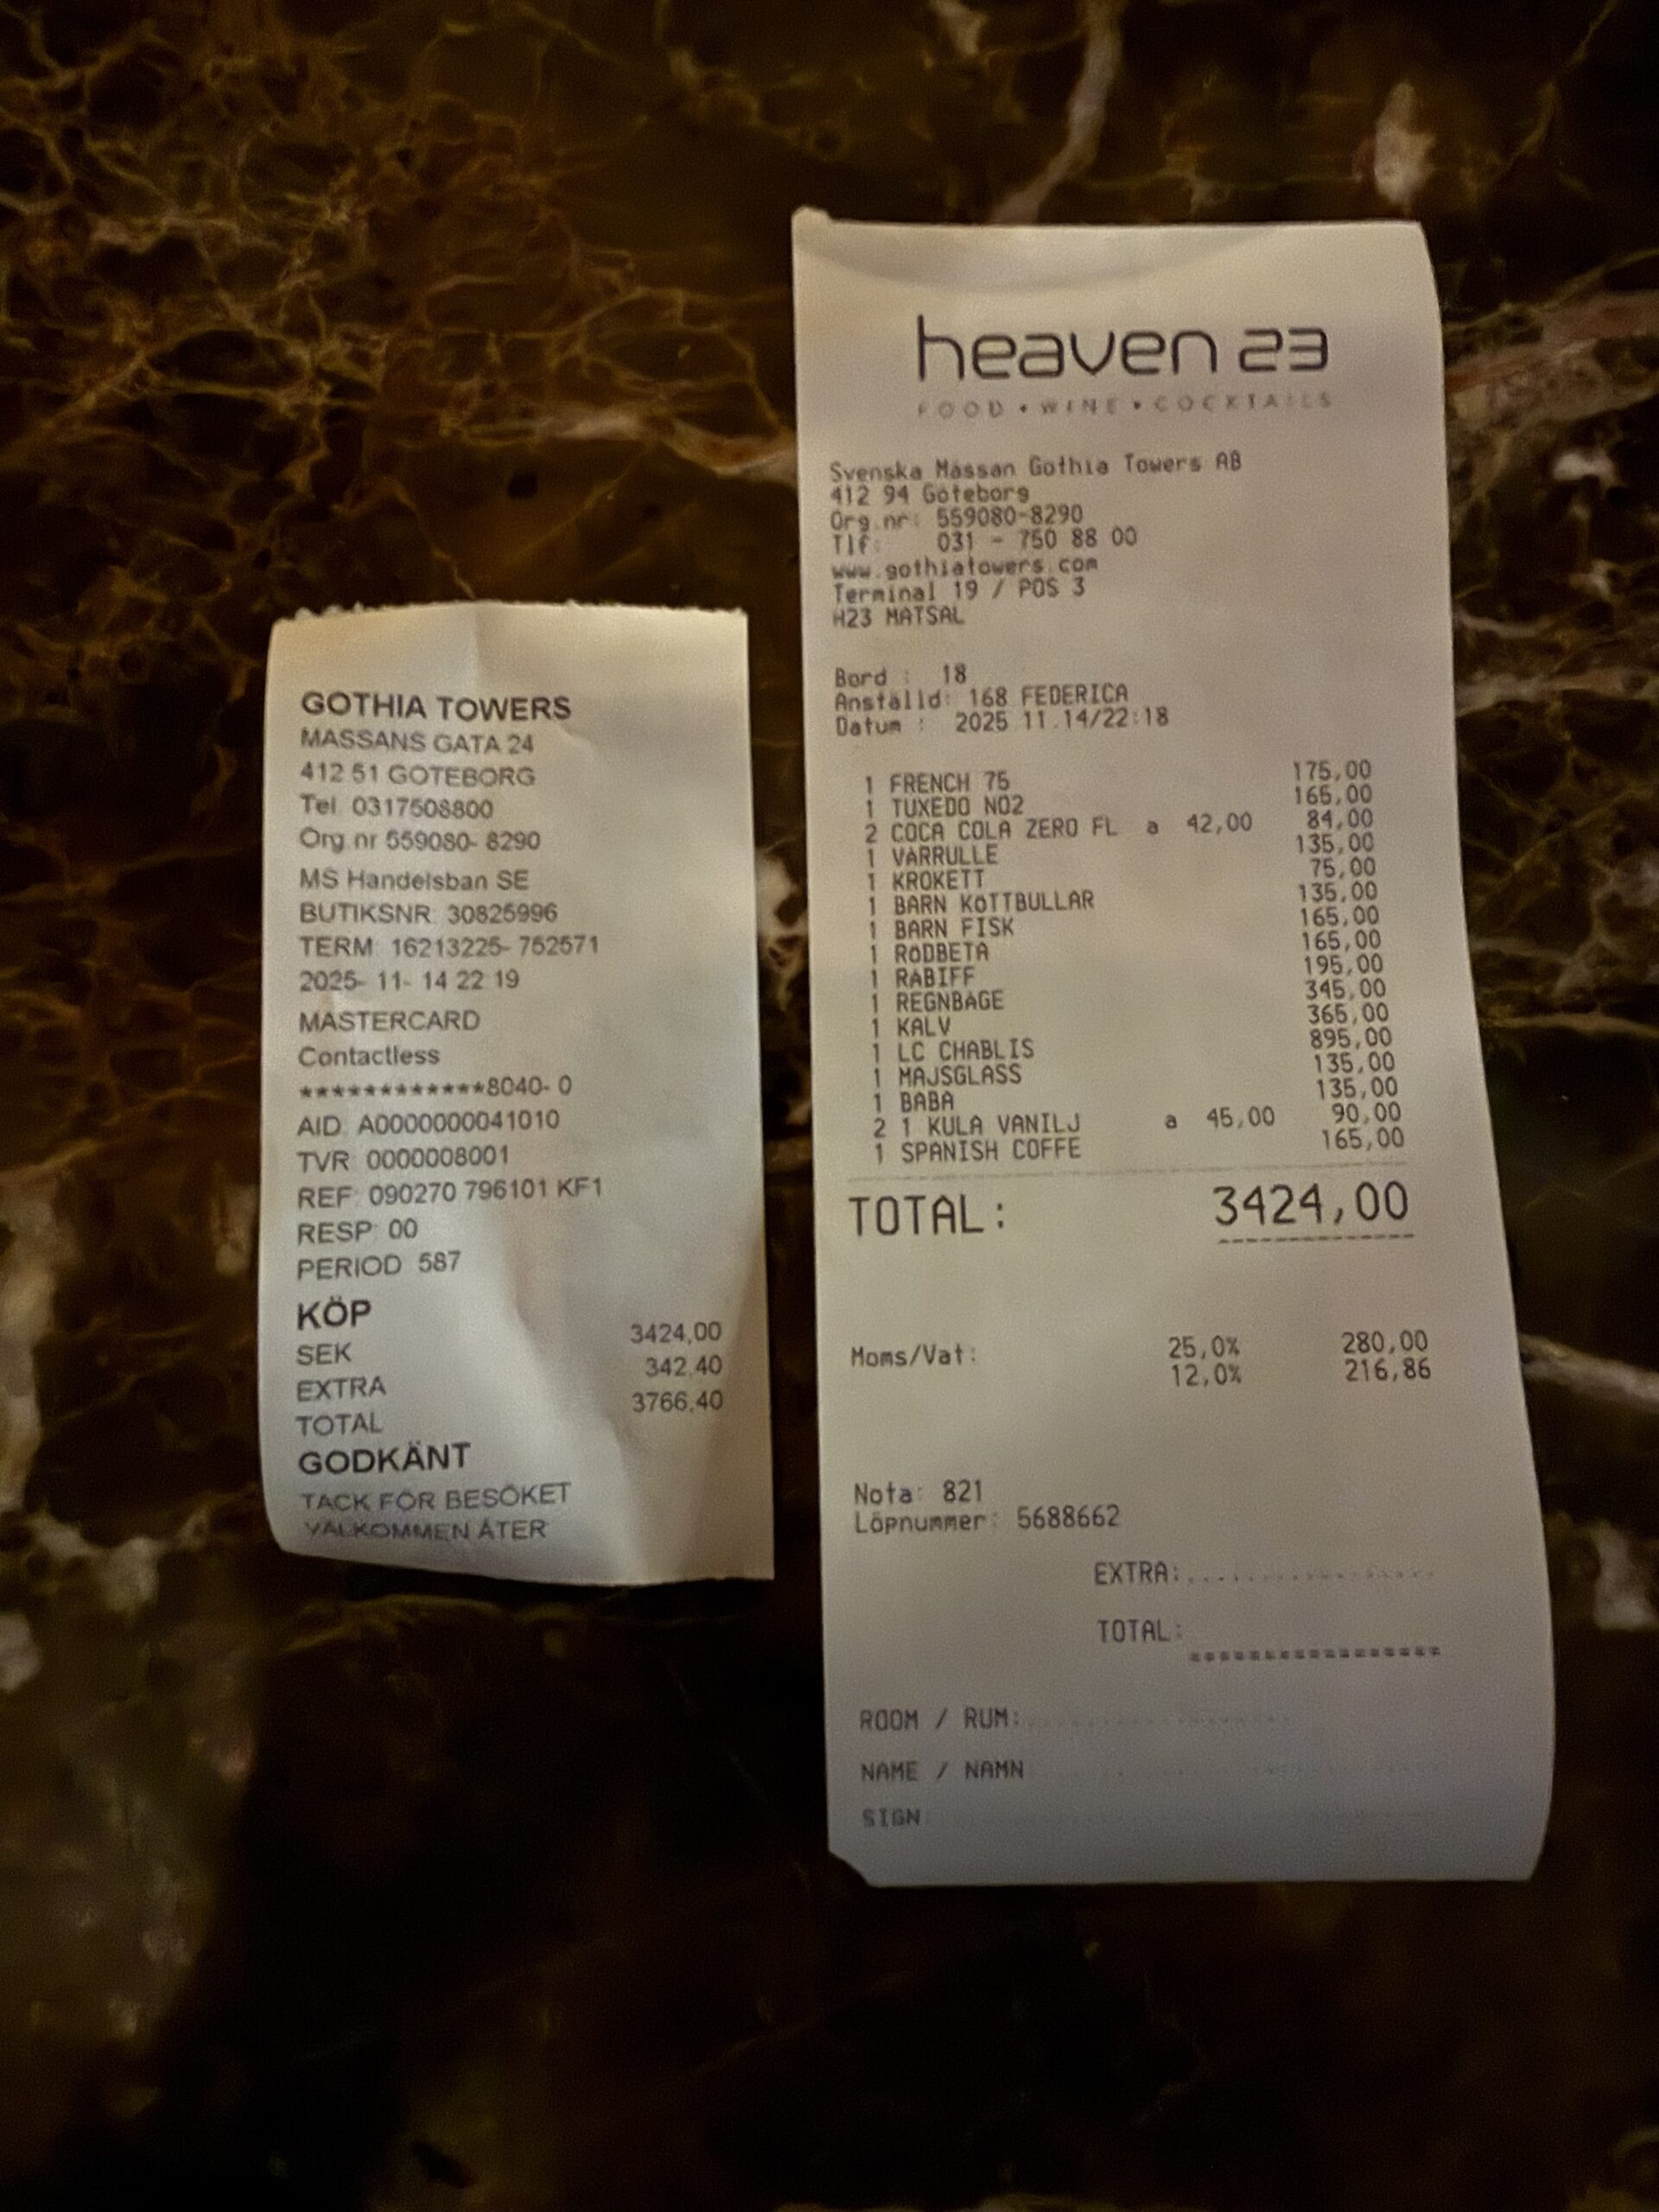 GOTHIA TOWERS
MASSANS GATA 24
412 51 GOTEBORG
Tel. 0317508800
Org.nr 559080- 8290
MS Handelsban SE
BUTIKSNR: 30825996
TERM: 16213225- 752571
2025- 11- 14 22:19
MASTERCARD
Contactless
************8040- 0
AID: A0000000041010
TVR: 0000008001
REF: 090270 796101 KF1
RESP: 00
PERIOD: 587
KÖP
SEK 3424,00
EXTRA 342,40
TOTAL 3766,40
GODKÄNT
TACK FÖR BESÖKET
VÄLKOMMEN ÅTER
heaven 23
FOOD • WINE • COCKTAILS
Svenska Mässan Gothia Towers AB
412 94 Göteborg
Org.nr: 559080-8290
Tlf: 031 - 750 88 00
www.gothiatowers.com
Terminal 19 / POS 3
H23 MATSAL
Bord : 18
Anställd: 168 FEDERICA
Datum : 2025.11.14/22:18
1 FRENCH 75 175,00
1 TUXEDO NO2 165,00
2 COCA COLA ZERO FL a 42,00 84,00
1 VÅRRULLE 135,00
1 KROKETT 75,00
1 BARN KÖTTBULLAR 135,00
1 BARN FISK 165,00
1 RÖDBETA 165,00
1 RÅBIFF 195,00
1 REGNBÅGE 345,00
1 KALV 365,00
1 LC CHABLIS 895,00
1 MAJSGLASS 135,00
1 BABA 135,00
2 1 KULA VANILJ a 45,00 90,00
1 SPANISH COFFE 165,00
TOTAL: 3424,00
Moms/Vat: 25,0% 280,00
12,0% 216,86
Nota: 821
Löpnummer: 5688662
EXTRA:
TOTAL:
ROOM / RUM:
NAME / NAMN
SIGN: